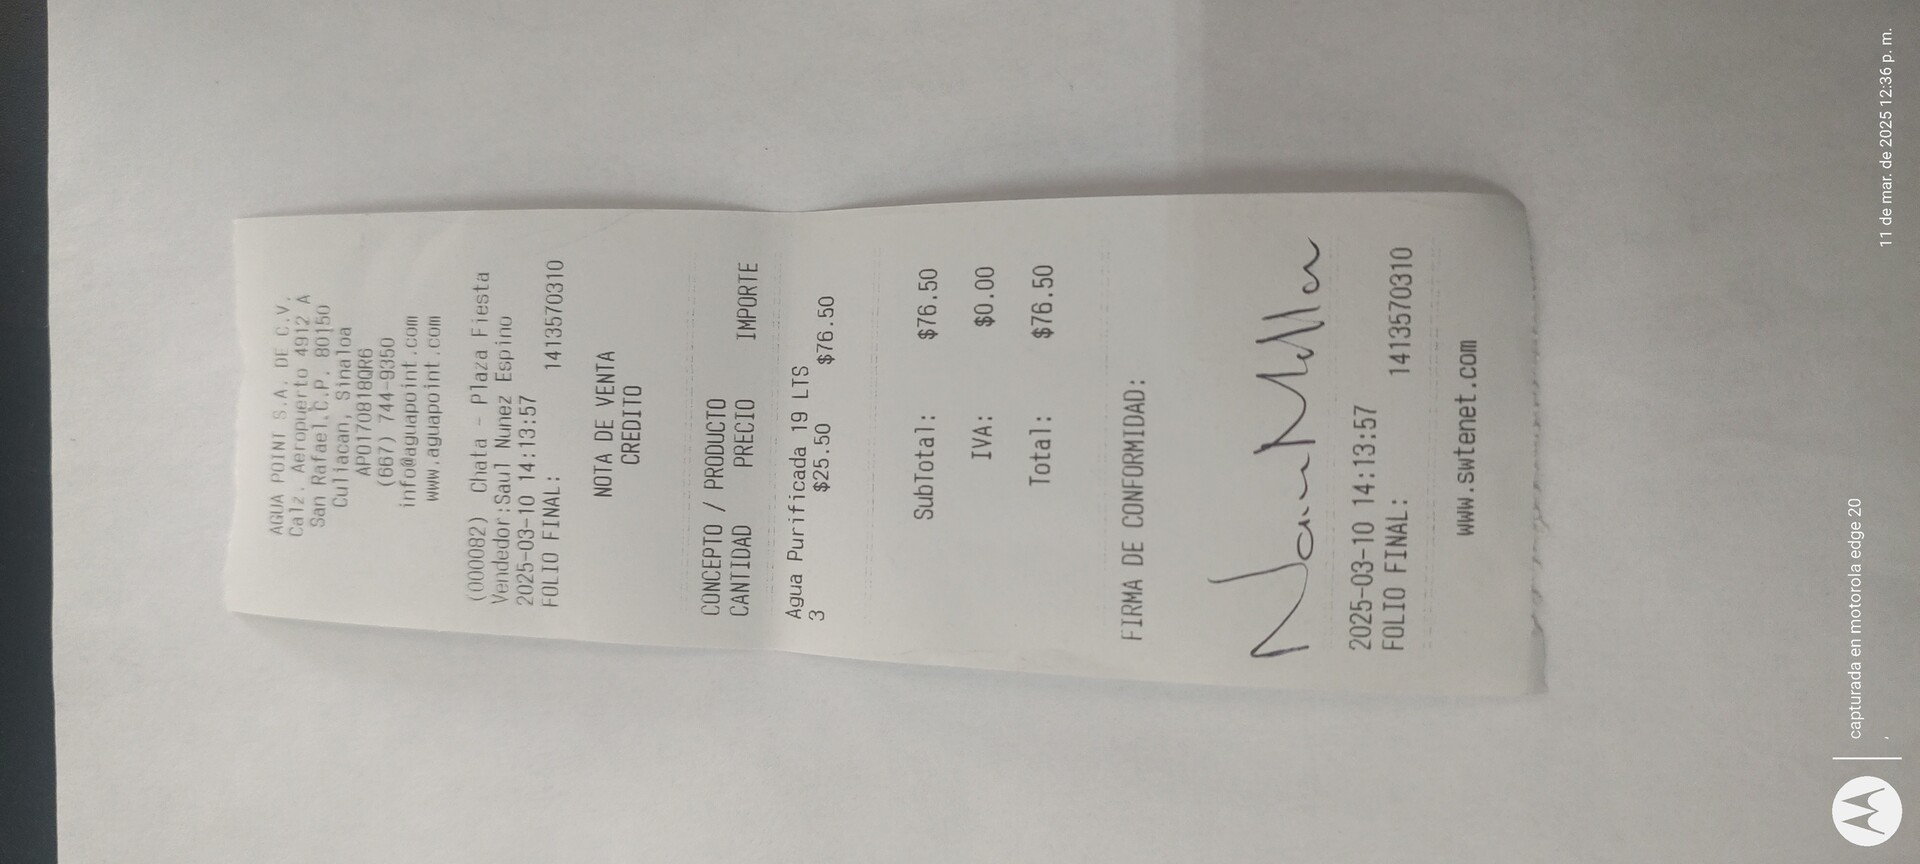 AGUA POINT S.A. DE C.V.
Calz. Aeropuerto 4912 A
San Rafael,C.P. 80150
Culiacan, Sinaloa
APO1708180R6
(667) 744-9350
info@aguapoint.com
www.aguapoint.com
(000082) Chata - Plaza Fiesta
Vendedor:Saul Nunez Espino
2025-03-10 14:13:57
FOLIO FINAL: 1413570310
NOTA DE VENTA
CREDITO
CONCEPTO / PRODUCTO
CANTIDAD PRECIO IMPORTE
Agua Purificada 19 LTS
3 $25.50 $76.50
SubTotal: $76.50
IVA: $0.00
Total: $76.50
FIRMA DE CONFORMIDAD:
2025-03-10 14:13:57
FOLIO FINAL: 1413570310
www.swtenet.com
capturada en motorola edge 20
11 de mar. de 2025 12:36 p. m.